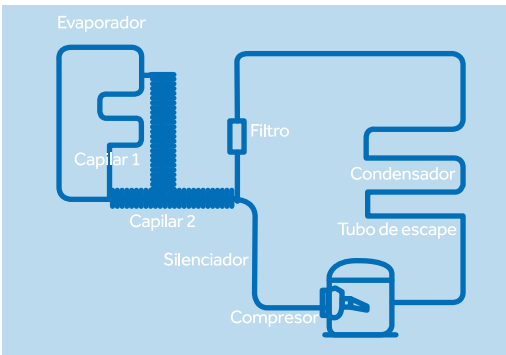 Evaporador
Filtro
Capilar 1
Condensador
Capilar 2
Tubo de escape
Silenciador
Compresor